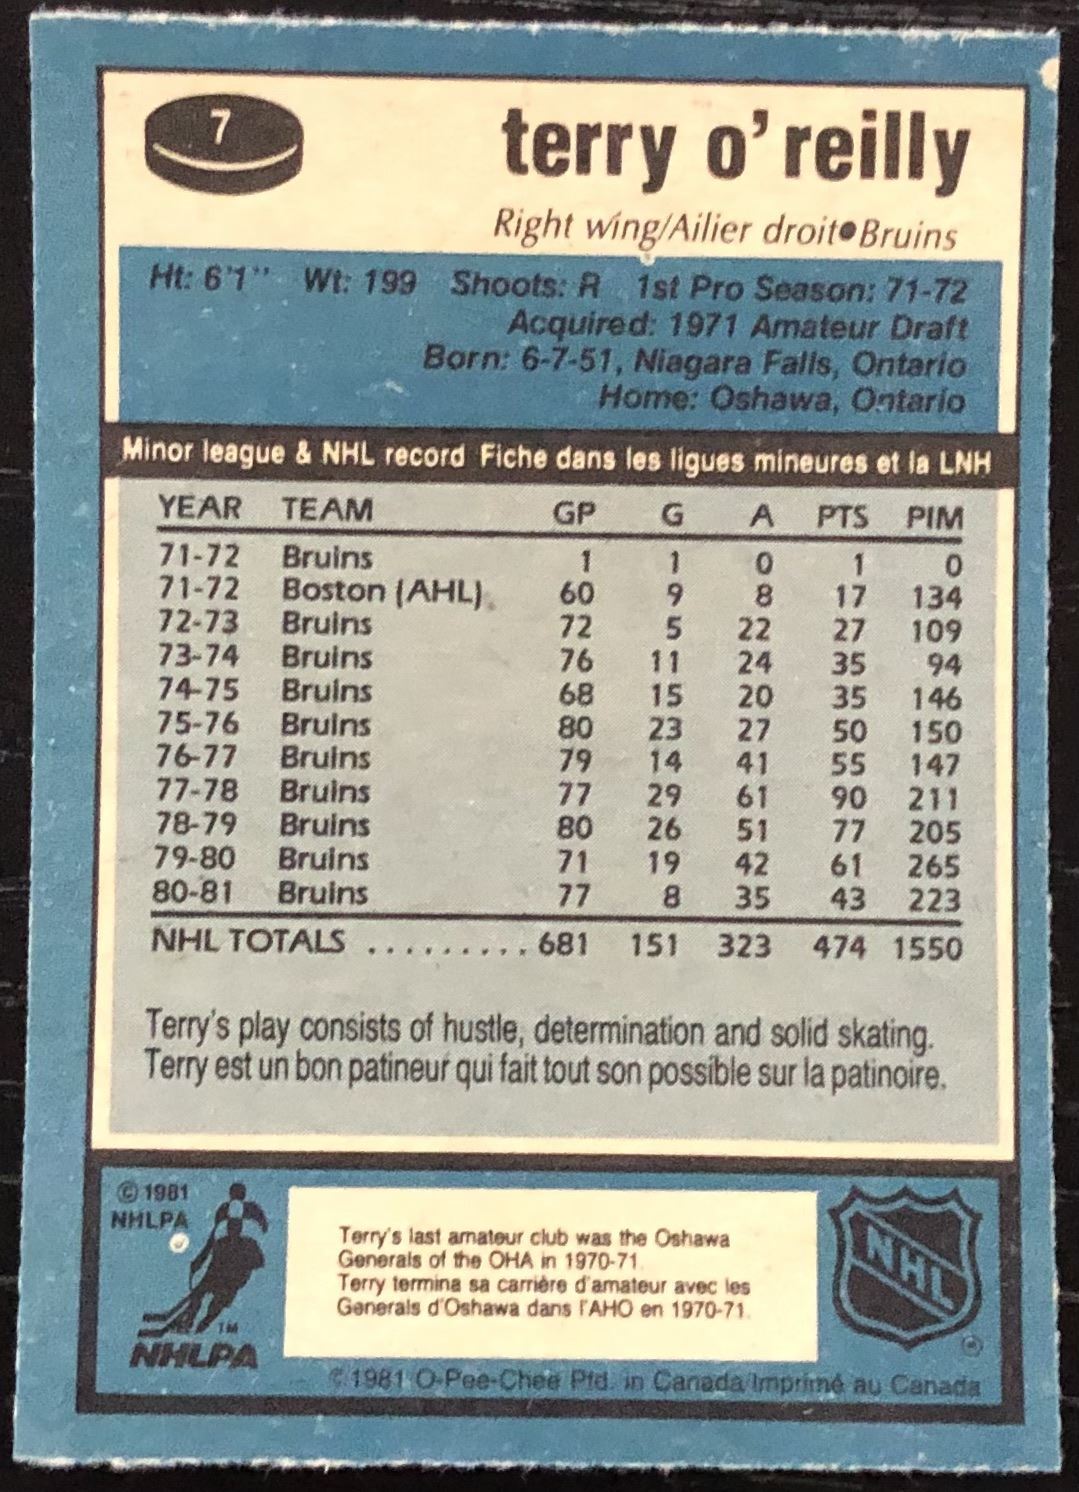 7
terry o'reilly
Right wing/Ailier droit●Bruins
Ht: 6'1" Wt: 199 Shoots: R 1st Pro Season: 71-72
Acquired: 1971 Amateur Draft
Born: 6-7-51, Niagara Falls, Ontario
Home: Oshawa, Ontario
Minor league & NHL record Fiche dans les ligues mineures et la LNH
YEAR TEAM GP G A PTS PIM
71-72 Bruins 1 1 0 1 0
71-72 Boston (AHL) 60 9 8 17 134
72-73 Bruins 72 5 22 27 109
73-74 Bruins 76 11 24 35 94
74-75 Bruins 68 15 20 35 146
75-76 Bruins 80 23 27 50 150
76-77 Bruins 79 14 41 55 147
77-78 Bruins 77 29 61 90 211
78-79 Bruins 80 26 51 77 205
79-80 Bruins 71 19 42 61 265
80-81 Bruins 77 8 35 43 223
NHL TOTALS ......... 681 151 323 474 1550
Terry's play consists of hustle, determination and solid skating.
Terry est un bon patineur qui fait tout son possible sur la patinoire.
© 1981
NHLPA
TM
NHLPA
Terry's last amateur club was the Oshawa
Generals of the OHA in 1970-71.
Terry termina sa carrière d'amateur avec les
Generals d'Oshawa dans l'AHO en 1970-71.
NHL
®
© 1981 O-Pee-Chee Ptd. in Canada/Imprimé au Canada